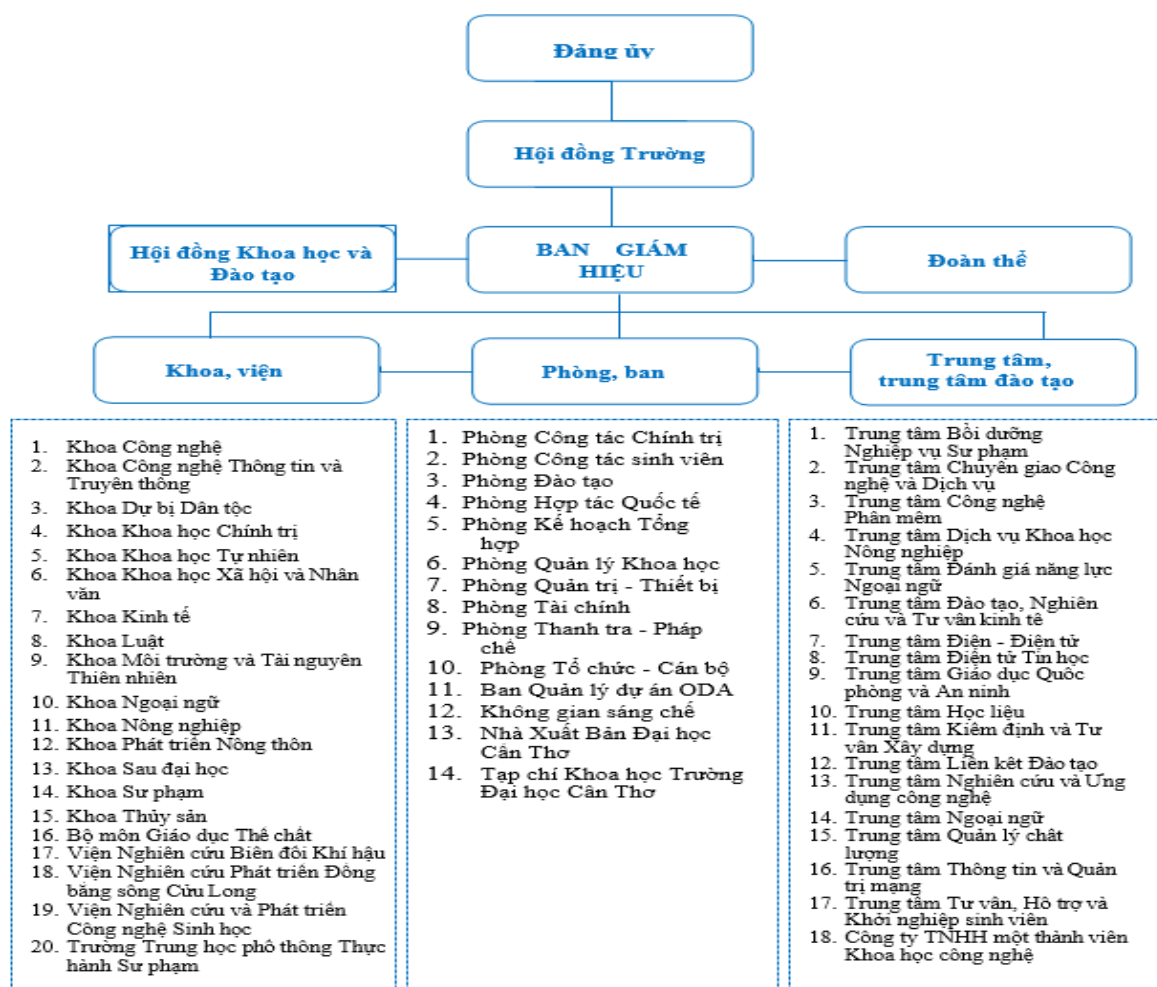 Đảng ủy
Hội đồng Trường
Hội đồng Khoa học và
Đào tạo
BAN GIÁM
HIỆU
Đoàn thể
Khoa, viện
Phòng, ban
Trung tâm,
trung tâm đào tạo
1. Khoa Công nghệ
2. Khoa Công nghệ Thông tin và
Truyền thông
3. Khoa Dự bị Dân tộc
4. Khoa Khoa học Chính trị
5. Khoa Khoa học Tự nhiên
6. Khoa Khoa học Xã hội và Nhân
văn
7. Khoa Kinh tế
8. Khoa Luật
9. Khoa Môi trường và Tài nguyên
Thiên nhiên
10. Khoa Ngoại ngữ
11. Khoa Nông nghiệp
12. Khoa Phát triển Nông thôn
13. Khoa Sau đại học
14. Khoa Sư phạm
15. Khoa Thủy sản
16. Bộ môn Giáo dục Thể chất
17. Viện Nghiên cứu Biến đổi Khí hậu
18. Viện Nghiên cứu Phát triển Đồng
bằng sông Cửu Long
19. Viện Nghiên cứu và Phát triển
Công nghệ Sinh học
20. Trường Trung học phổ thông Thực
hành Sư phạm
1. Phòng Công tác Chính trị
2. Phòng Công tác sinh viên
3. Phòng Đào tạo
4. Phòng Hợp tác Quốc tế
5. Phòng Kế hoạch Tổng
hợp
6. Phòng Quản lý Khoa học
7. Phòng Quản trị - Thiết bị
8. Phòng Tài chính
9. Phòng Thanh tra - Pháp
chế
10. Phòng Tổ chức - Cán bộ
11. Ban Quản lý dự án ODA
12. Không gian sáng chế
13. Nhà Xuất Bản Đại học
Cần Thơ
14. Tạp chí Khoa học Trường
Đại học Cần Thơ
1. Trung tâm Bồi dưỡng
Nghiệp vụ Sư phạm
2. Trung tâm Chuyển giao Công
nghệ và Dịch vụ
3. Trung tâm Công nghệ
Phần mềm
4. Trung tâm Dịch vụ Khoa học
Nông nghiệp
5. Trung tâm Đánh giá năng lực
Ngoại ngữ
6. Trung tâm Đào tạo, Nghiên
cứu và Tư vấn kinh tế
7. Trung tâm Điện - Điện tử
8. Trung tâm Điện tử Tin học
9. Trung tâm Giáo dục Quốc
phòng và An ninh
10. Trung tâm Học liệu
11. Trung tâm Kiểm định và Tư
vấn Xây dựng
12. Trung tâm Liên kết Đào tạo
13. Trung tâm Nghiên cứu và Ứng
dụng công nghệ
14. Trung tâm Ngoại ngữ
15. Trung tâm Quản lý chất
lượng
16. Trung tâm Thông tin và Quản
trị mạng
17. Trung tâm Tư vấn, Hỗ trợ và
Khởi nghiệp sinh viên
18. Công ty TNHH một thành viên
Khoa học công nghệ